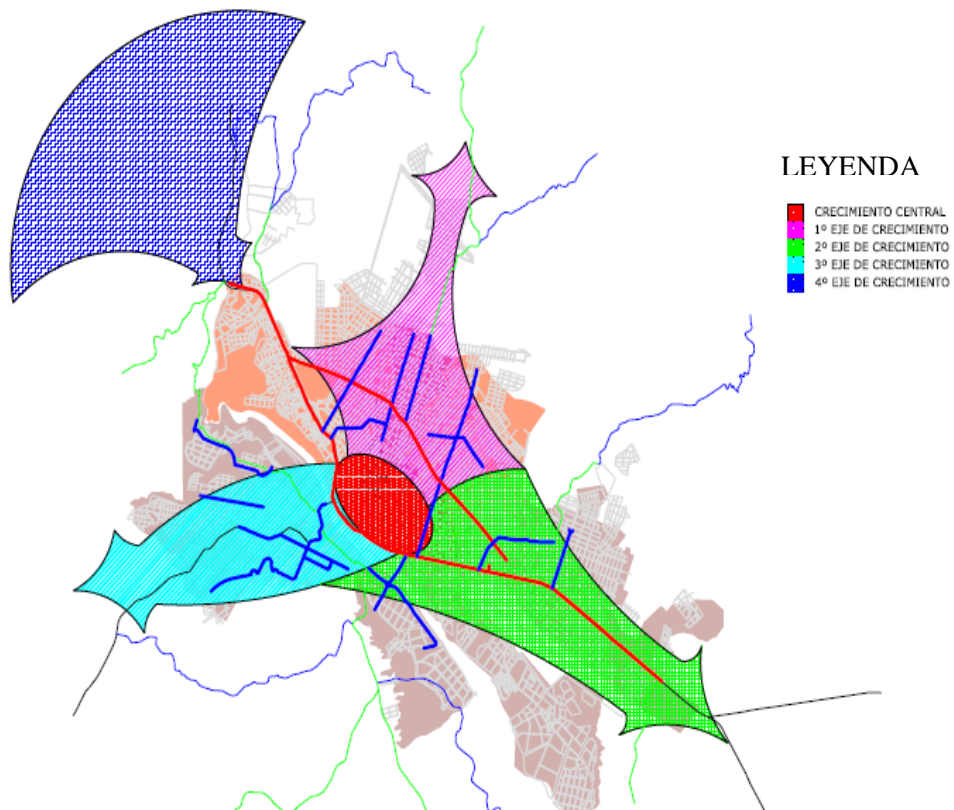 LEYENDA
CRECIMIENTO CENTRAL
1º EJE DE CRECIMIENTO
2º EJE DE CRECIMIENTO
3º EJE DE CRECIMIENTO
4º EJE DE CRECIMIENTO